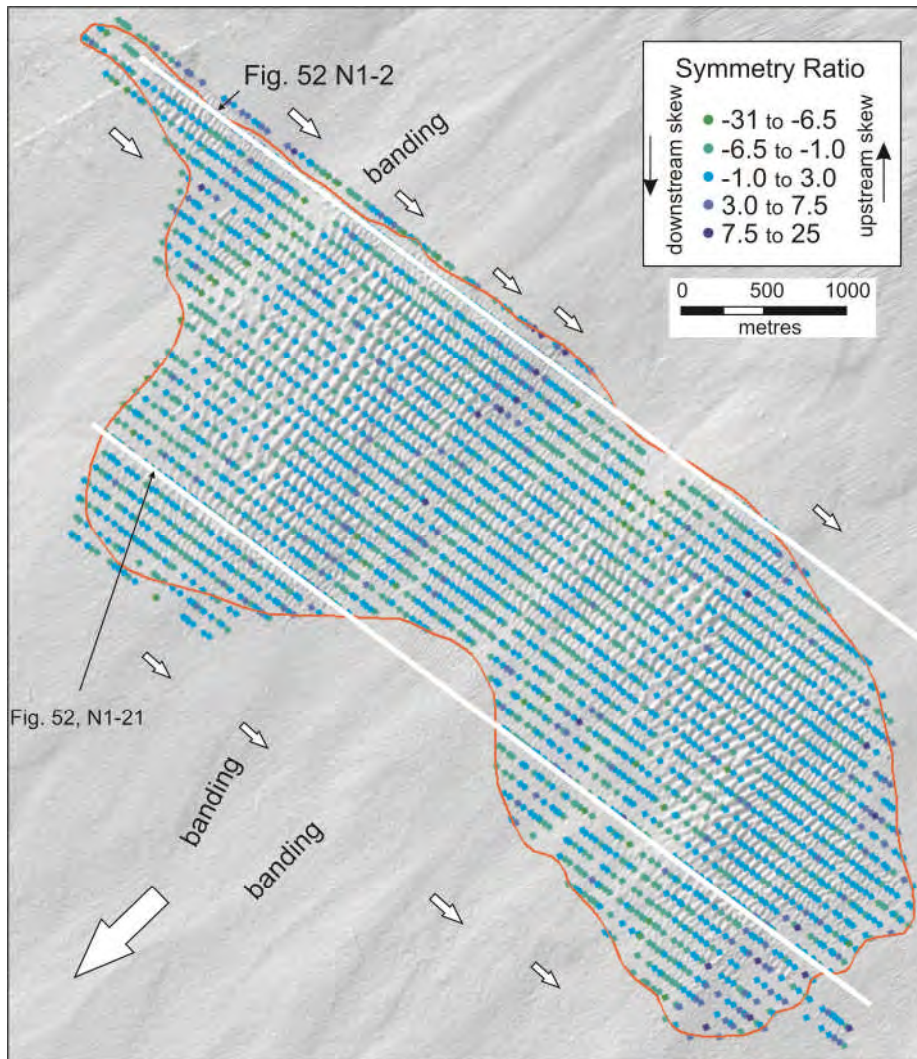 Fig. 52 N1-2
banding
Symmetry Ratio
downstream skew
-31 to -6.5
-6.5 to -1.0
-1.0 to 3.0
3.0 to 7.5
7.5 to 25
upstream skew
0 500 1000
metres
Fig. 52, N1-21
banding
banding